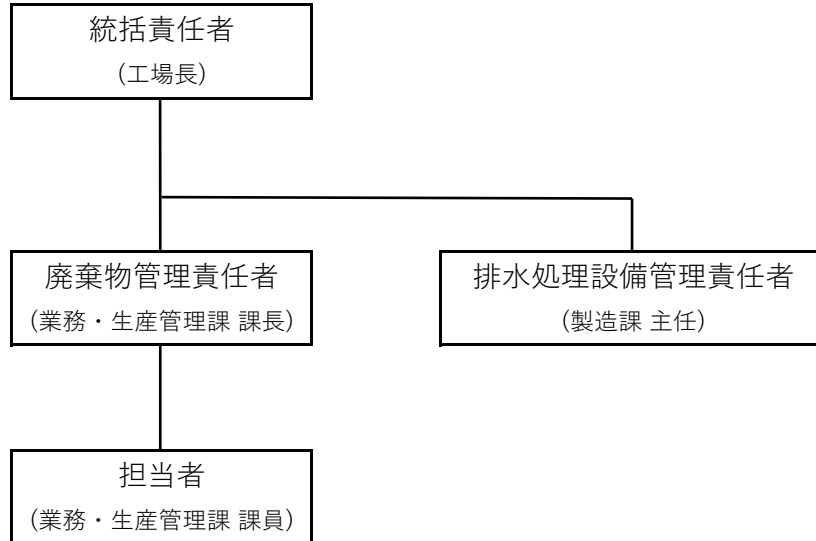 統括責任者
(工場長)
廃棄物管理責任者
(業務・生産管理課 課長)
排水処理設備管理責任者
(製造課 主任)
担当者
(業務・生産管理課 課員)